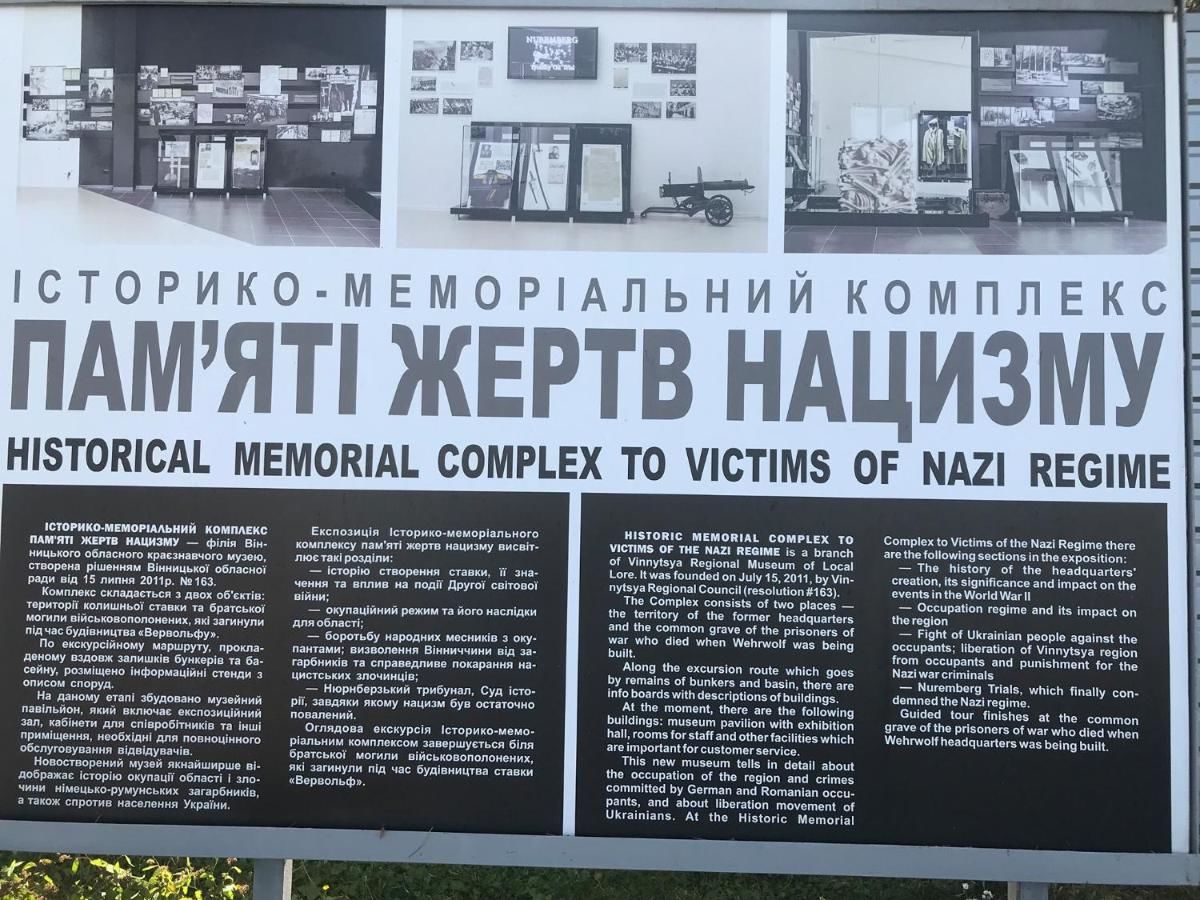 NUREMBERG
ІСТОРИКО-МЕМОРІАЛЬНИЙ КОМПЛЕКС
ПАМ’ЯТІ ЖЕРТВ НАЦИЗМУ
HISTORICAL MEMORIAL COMPLEX TO VICTIMS OF NAZI REGIME
ІСТОРИКО-МЕМОРІАЛЬНИЙ КОМПЛЕКС
ПАМ’ЯТІ ЖЕРТВ НАЦИЗМУ — філія Він-
ницького обласного краєзнавчого музею,
створена рішенням Вінницької обласної
ради від 15 липня 2011р. №163.
Комплекс складається з двох об’єктів:
території колишньої ставки та братської
могили військовополонених, які загинули
під час будівництва «Вервольфу».
По екскурсійному маршруту, прокла-
деному вздовж залишків бункерів та ба-
сейну, розміщено інформаційні стенди з
описом споруд.
На даному етапі збудовано музейний
павільйон, який включає експозиційний
зал, кабінети для співробітників та інші
приміщення, необхідні для повноцінного
обслуговування відвідувачів.
Новостворений музей якнайширше ві-
дображає історію окупації області і зло-
чини німецько-румунських загарбників,
а також спротив населення України.
Експозиція Історико-меморіального
комплексу пам’яті жертв нацизму висвіт-
лює такі розділи:
— історію створення ставки, її зна-
чення та вплив на події Другої світової
війни;
— окупаційний режим та його наслідки
для області;
— боротьбу народних месників з оку-
пантами; визволення Вінниччини від за-
гарбників та справедливе покарання на-
цистських злочинців;
— Нюрнберзький трибунал, Суд істо-
рії, завдяки якому нацизм був остаточно
повалений.
Оглядова екскурсія Історико-мемо-
ріальним комплексом завершується біля
братської могили військовополонених,
які загинули під час будівництва ставки
«Вервольф».
HISTORIC MEMORIAL COMPLEX TO
VICTIMS OF THE NAZI REGIME is a branch
of Vinnytsya Regional Museum of Local
Lore. It was founded on July 15, 2011, by Vin-
nytsya Regional Council (resolution #163).
The Complex consists of two places —
the territory of the former headquarters
and the common grave of the prisoners of
war who died when Wehrwolf was being
built.
Along the excursion route which goes
by remains of bunkers and basin, there are
info boards with descriptions of buildings.
At the moment, there are the following
buildings: museum pavilion with exhibition
hall, rooms for staff and other facilities which
are important for customer service.
This new museum tells in detail about
the occupation of the region and crimes
committed by German and Romanian occu-
pants, and about liberation movement of
Ukrainians. At the Historic Memorial
Complex to Victims of the Nazi Regime there
are the following sections in the exposition:
— The history of the headquarters'
creation, its significance and impact on the
events in the World War II
— Occupation regime and its impact on
the region
— Fight of Ukrainian people against the
occupants; liberation of Vinnytsya region
from occupants and punishment for the
Nazi war criminals
— Nuremberg Trials, which finally con-
demned the Nazi regime.
Guided tour finishes at the common
grave of the prisoners of war who died when
Wehrwolf headquarters was being built.